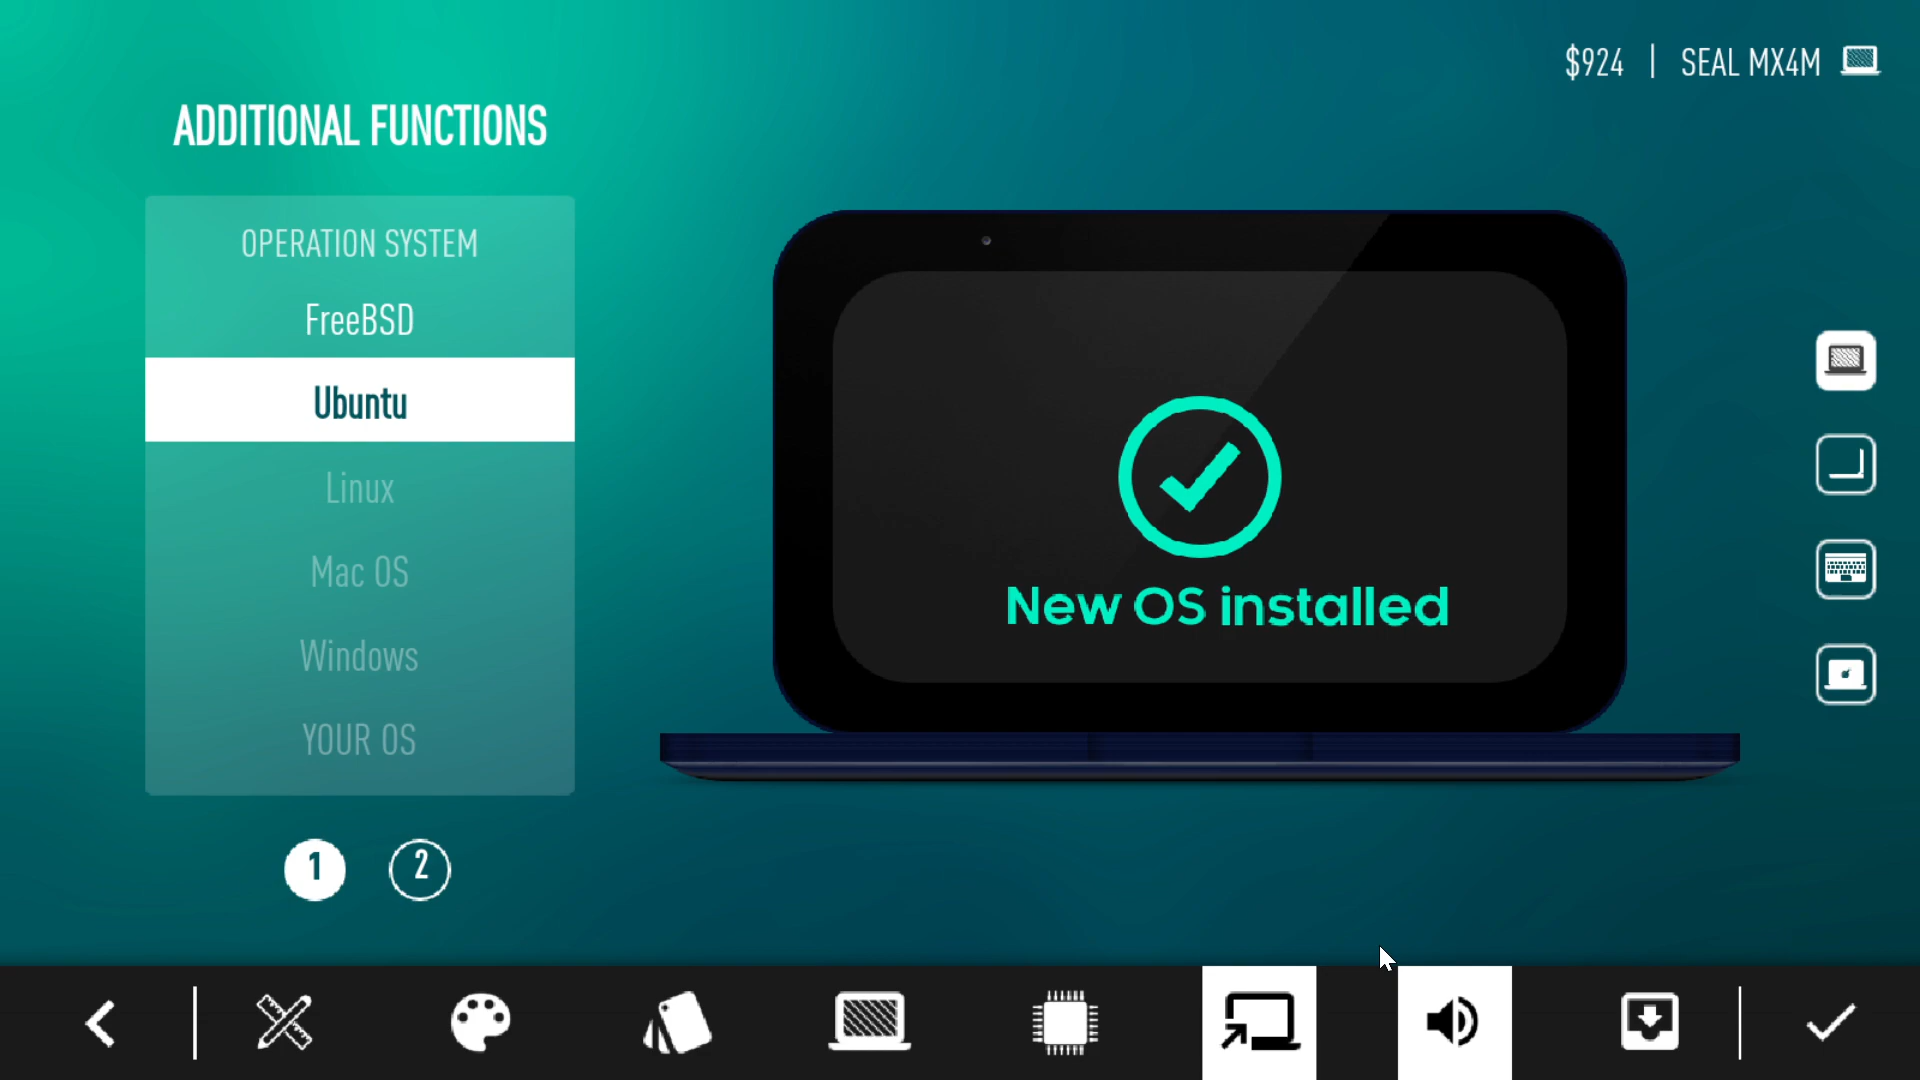 $924 | SEAL MX4M
ADDITIONAL FUNCTIONS
OPERATION SYSTEM
FreeBSD
Ubuntu
Linux
Mac OS
Windows
YOUR OS
1 2
New OS installed